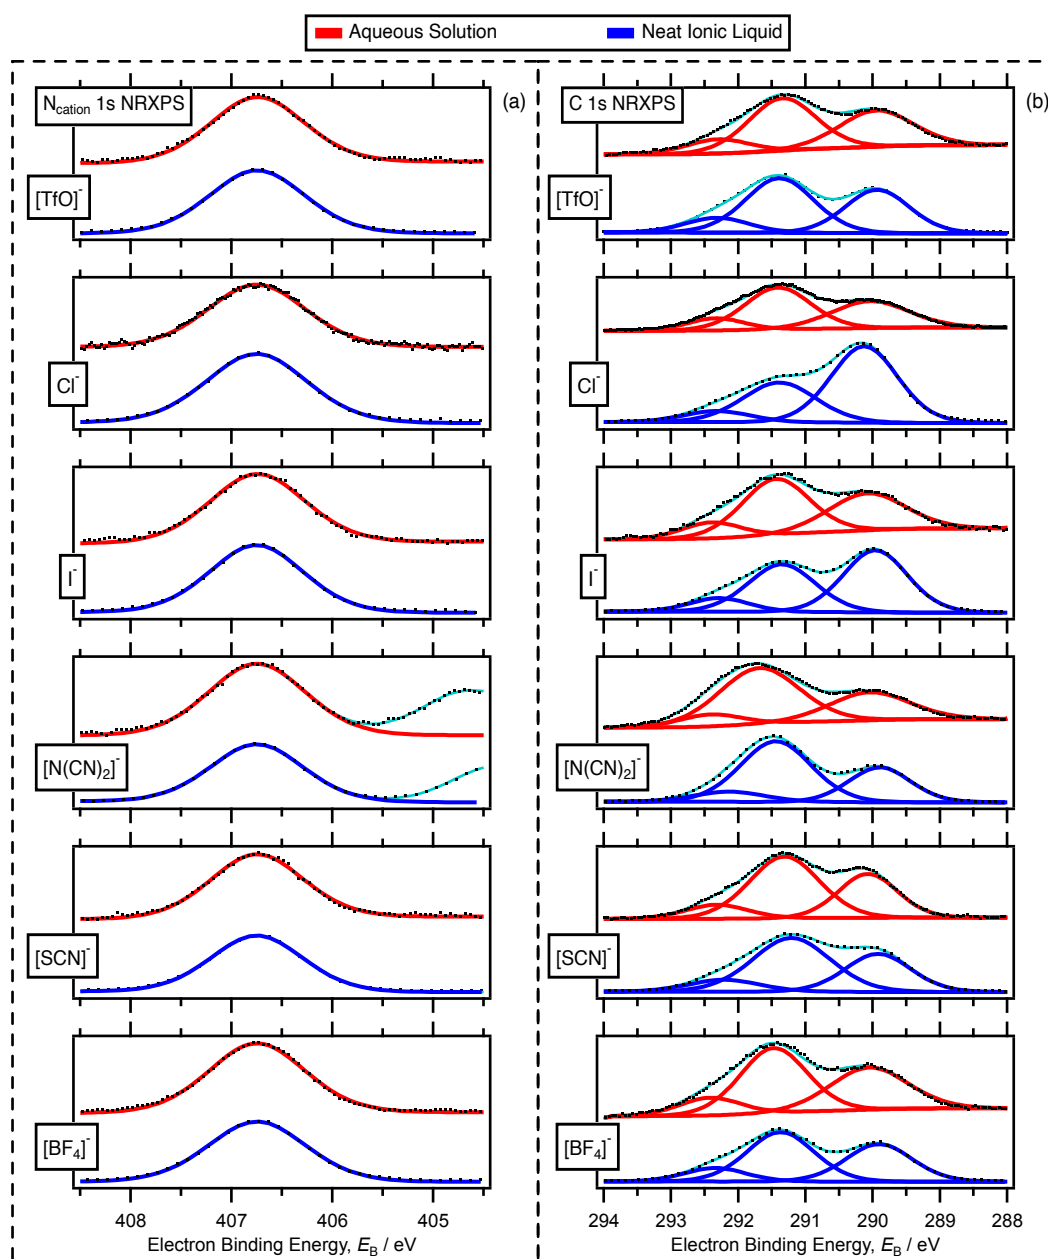 Aqueous Solution
Neat Ionic Liquid
N_cation 1s NRXPS
(a)
C 1s NRXPS
(b)
[TfO]⁻
[TfO]⁻
Cl⁻
Cl⁻
I⁻
I⁻
[N(CN)₂]⁻
[N(CN)₂]⁻
[SCN]⁻
[SCN]⁻
[BF₄]⁻
[BF₄]⁻
408 407 406 405
294 293 292 291 290 289 288
Electron Binding Energy, E_B / eV
Electron Binding Energy, E_B / eV